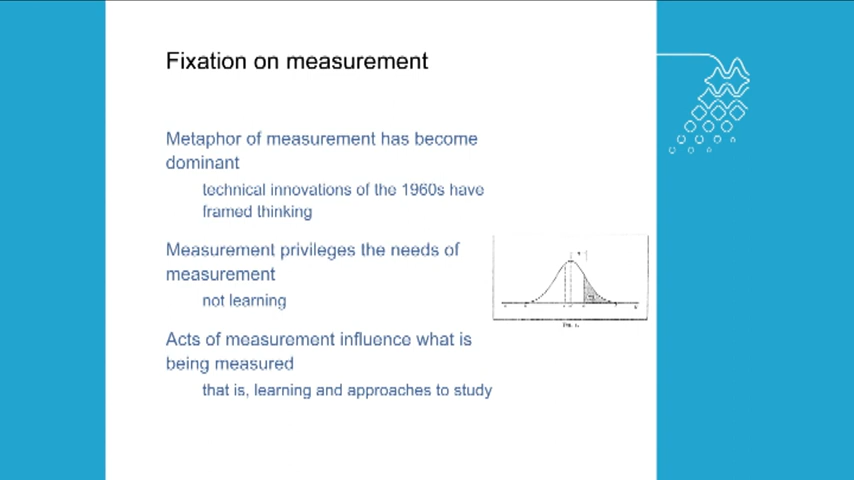 Fixation on measurement
Metaphor of measurement has become
dominant
technical innovations of the 1960s have
framed thinking
Measurement privileges the needs of
measurement
not learning
Acts of measurement influence what is
being measured
that is, learning and approaches to study